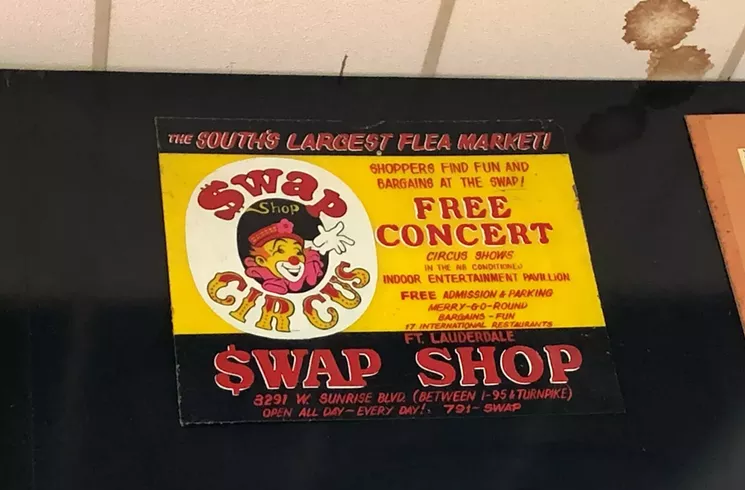 THE SOUTH'S LARGEST FLEA MARKET!
$wap
Shop
CIRCUS
SHOPPERS FIND FUN AND
BARGAINS AT THE SWAP!
FREE
CONCERT
CIRCUS SHOWS
IN THE AIR CONDITIONED
INDOOR ENTERTAINMENT PAVILLION
FREE ADMISSION & PARKING
MERRY-GO-ROUND
BARGAINS - FUN
17 INTERNATIONAL RESTAURANTS
FT. LAUDERDALE
$WAP SHOP
3291 W. SUNRISE BLVD. (BETWEEN I-95 & TURNPIKE)
OPEN ALL DAY - EVERY DAY! 791-SWAP